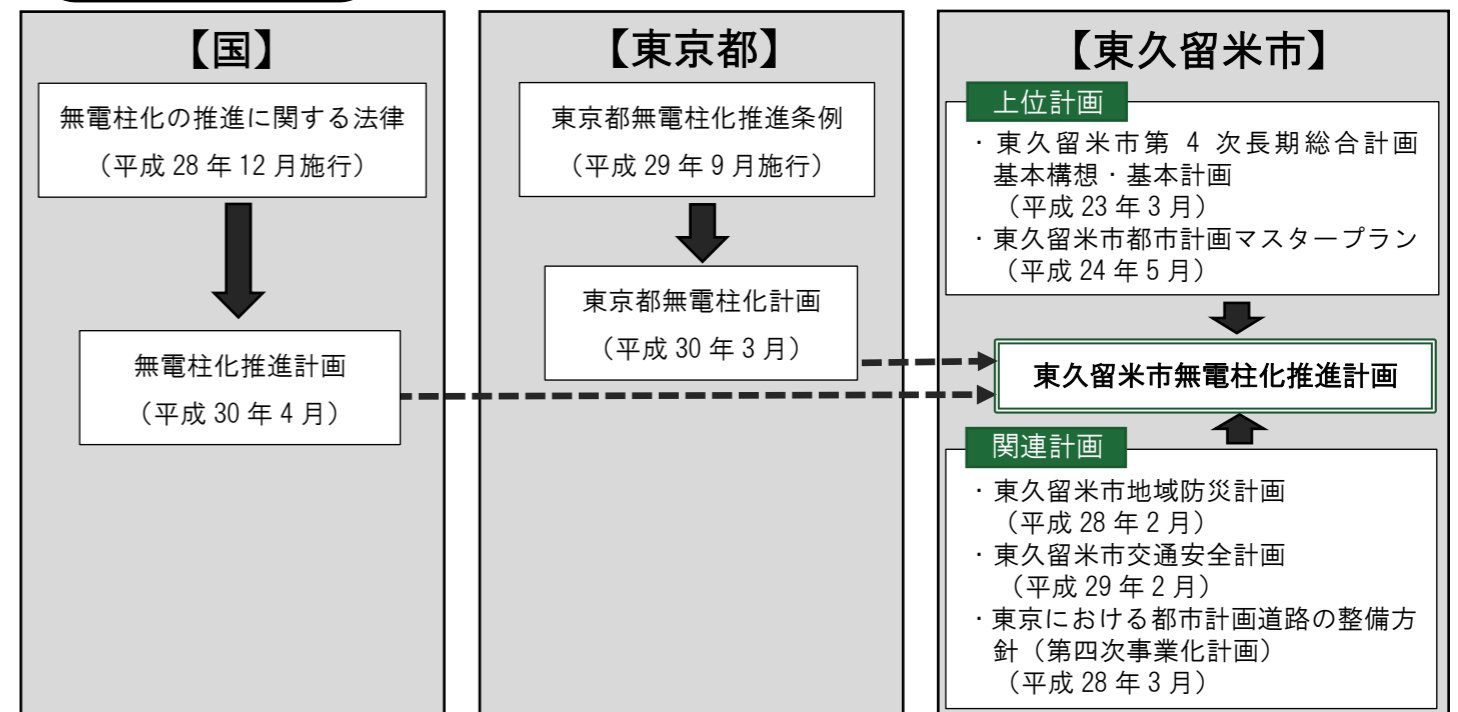 【国】
無電柱化の推進に関する法律
（平成 28 年 12 月施行）
無電柱化推進計画
（平成 30 年 4 月）
【東京都】
東京都無電柱化推進条例
（平成 29 年 9 月施行）
東京都無電柱化計画
（平成 30 年 3 月）
【東久留米市】
上位計画
・東久留米市第 4 次長期総合計画
基本構想・基本計画
（平成 23 年 3 月）
・東久留米市都市計画マスタープラン
（平成 24 年 5 月）
東久留米市無電柱化推進計画
関連計画
・東久留米市地域防災計画
（平成 28 年 2 月）
・東久留米市交通安全計画
（平成 29 年 2 月）
・東京における都市計画道路の整備方
針（第四次事業化計画）
（平成 28 年 3 月）